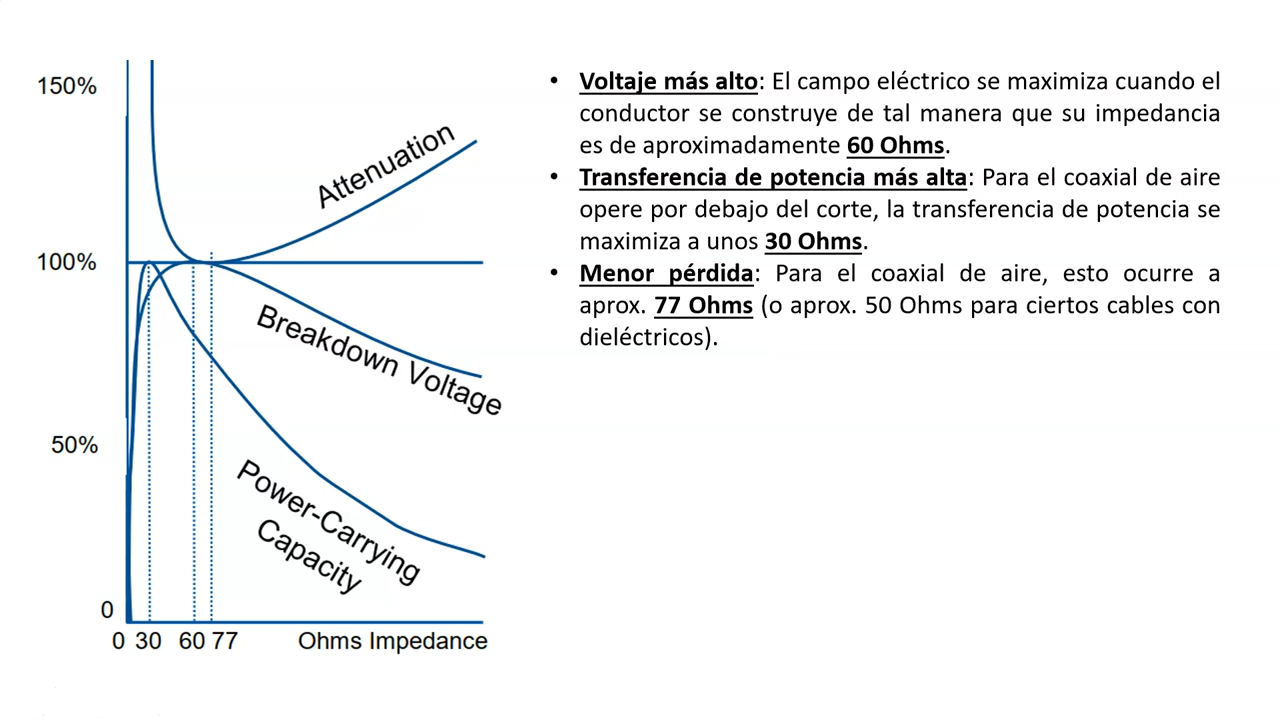 150%
100%
50%
0
0 30 60 77 Ohms Impedance
Attenuation
Breakdown Voltage
Power-Carrying
Capacity
• Voltaje más alto: El campo eléctrico se maximiza cuando el
conductor se construye de tal manera que su impedancia
es de aproximadamente 60 Ohms.
• Transferencia de potencia más alta: Para el coaxial de aire
opere por debajo del corte, la transferencia de potencia se
maximiza a unos 30 Ohms.
• Menor pérdida: Para el coaxial de aire, esto ocurre a
aprox. 77 Ohms (o aprox. 50 Ohms para ciertos cables con
dieléctricos).